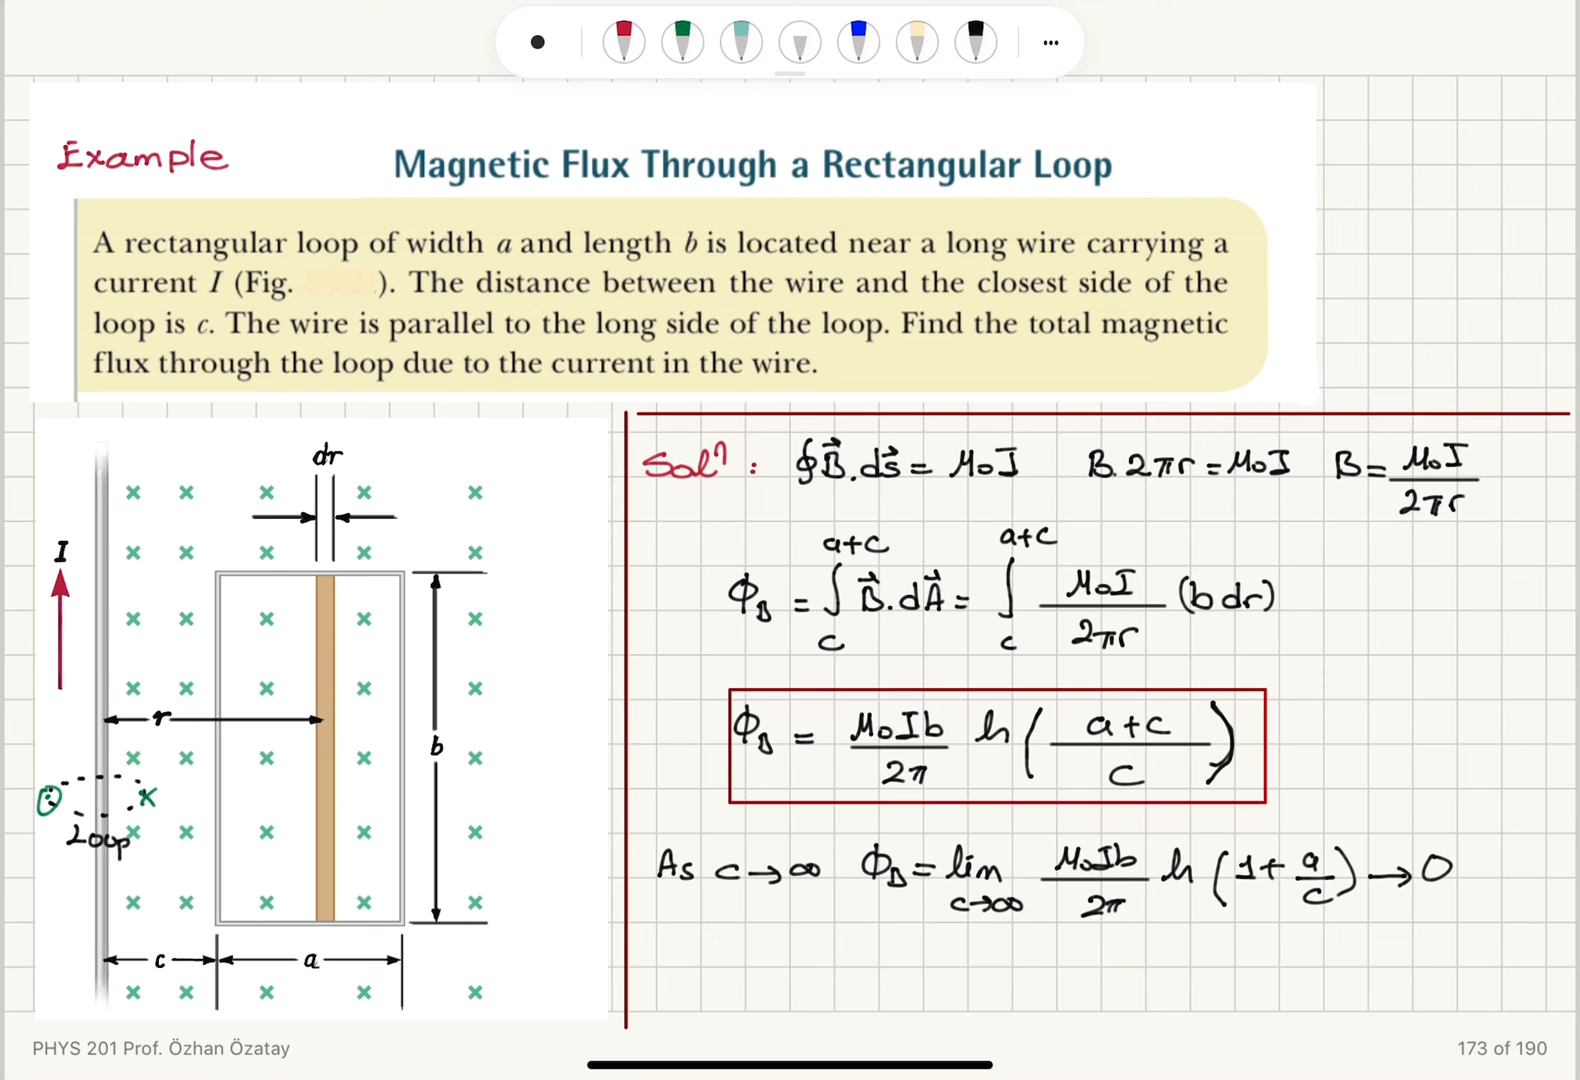 Example
Magnetic Flux Through a Rectangular Loop
A rectangular loop of width a and length b is located near a long wire carrying a
current I (Fig. ). The distance between the wire and the closest side of the
loop is c. The wire is parallel to the long side of the loop. Find the total magnetic
flux through the loop due to the current in the wire.
dr
I
r
b
Loop
c a
Solⁿ : ∮B⃗.ds⃗ = μ₀I B.2πr = μ₀I B = μ₀I / 2πr
Φ_B = ∫_c^{a+c} B⃗.dA⃗ = ∫_c^{a+c} μ₀I / 2πr (b dr)
Φ_B = μ₀Ib / 2π ln( a+c / c )
As c→∞ Φ_B = lim_{c→∞} μ₀Ib / 2π ln(1 + a/c) → 0
PHYS 201 Prof. Özhan Özatay
173 of 190